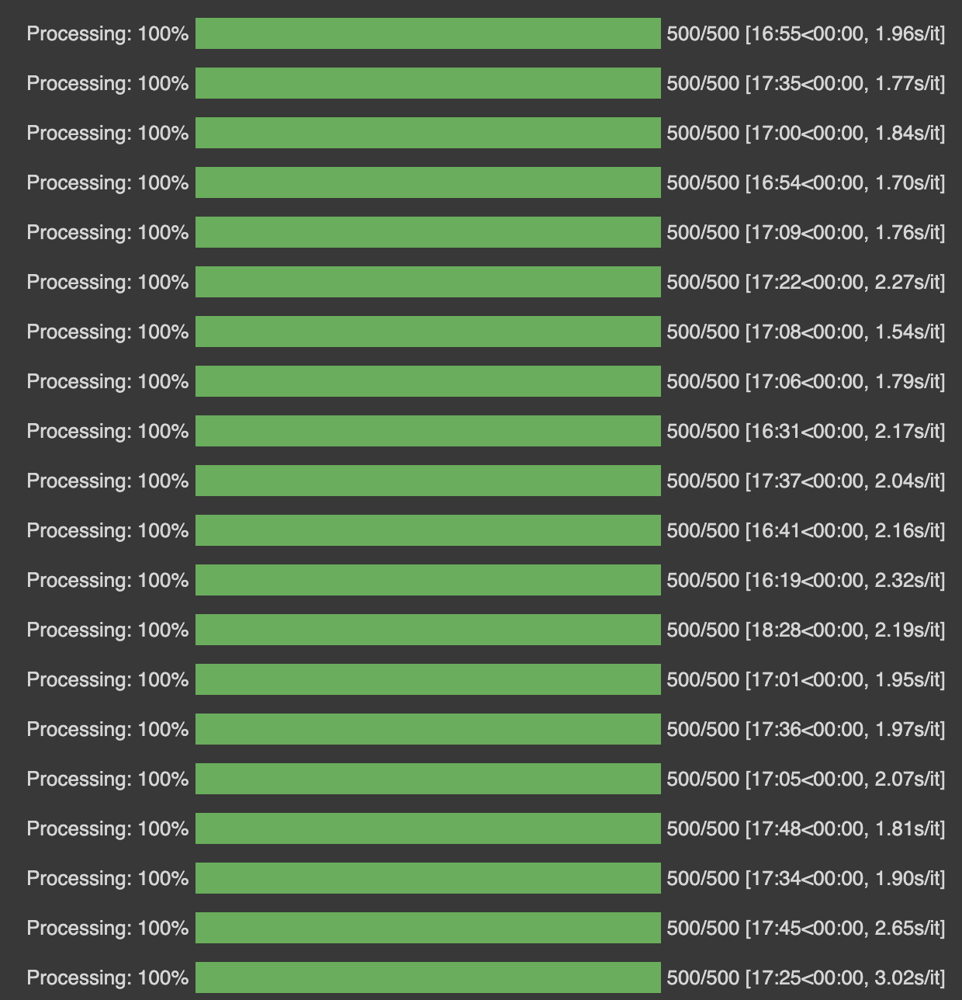 Processing: 100% 500/500 [16:55<00:00, 1.96s/it]
Processing: 100% 500/500 [17:35<00:00, 1.77s/it]
Processing: 100% 500/500 [17:00<00:00, 1.84s/it]
Processing: 100% 500/500 [16:54<00:00, 1.70s/it]
Processing: 100% 500/500 [17:09<00:00, 1.76s/it]
Processing: 100% 500/500 [17:22<00:00, 2.27s/it]
Processing: 100% 500/500 [17:08<00:00, 1.54s/it]
Processing: 100% 500/500 [17:06<00:00, 1.79s/it]
Processing: 100% 500/500 [16:31<00:00, 2.17s/it]
Processing: 100% 500/500 [17:37<00:00, 2.04s/it]
Processing: 100% 500/500 [16:41<00:00, 2.16s/it]
Processing: 100% 500/500 [16:19<00:00, 2.32s/it]
Processing: 100% 500/500 [18:28<00:00, 2.19s/it]
Processing: 100% 500/500 [17:01<00:00, 1.95s/it]
Processing: 100% 500/500 [17:36<00:00, 1.97s/it]
Processing: 100% 500/500 [17:05<00:00, 2.07s/it]
Processing: 100% 500/500 [17:48<00:00, 1.81s/it]
Processing: 100% 500/500 [17:34<00:00, 1.90s/it]
Processing: 100% 500/500 [17:45<00:00, 2.65s/it]
Processing: 100% 500/500 [17:25<00:00, 3.02s/it]